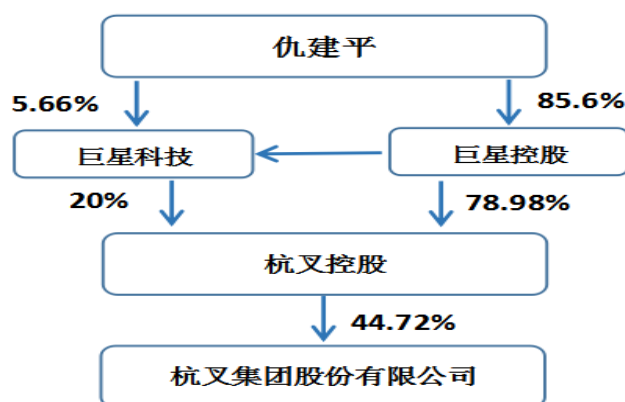 仇建平
5.66%
85.6%
巨星科技
巨星控股
20%
78.98%
杭叉控股
44.72%
杭叉集团股份有限公司